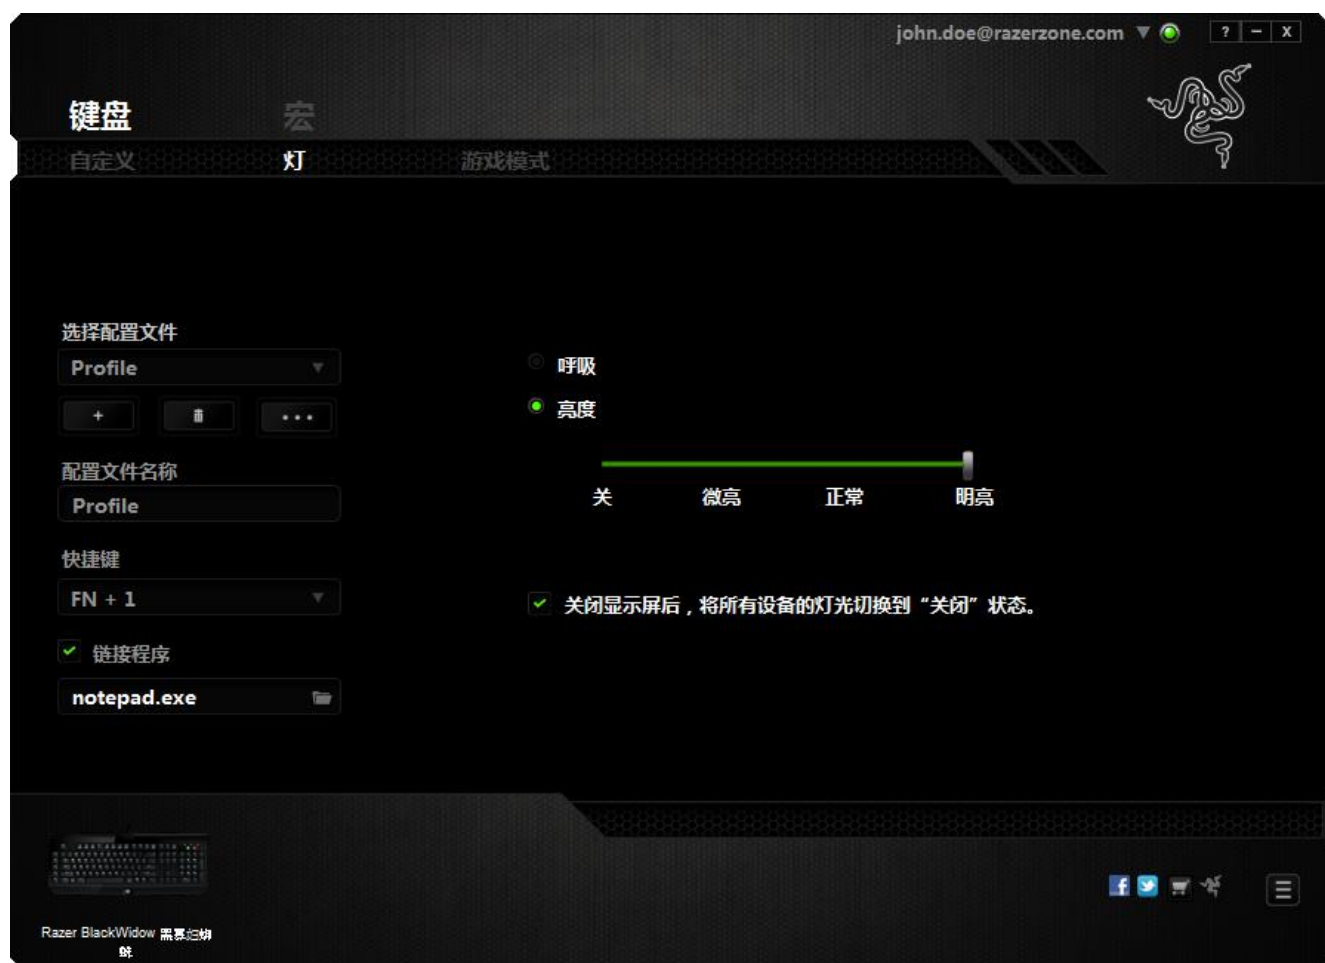 john.doe@razerzone.com
? – X
键盘 宏
自定义 灯 游戏模式
选择配置文件
Profile
+
配置文件名称
Profile
快捷键
FN + 1
链接程序
notepad.exe
呼吸
亮度
关 微亮 正常 明亮
关闭显示屏后,将所有设备的灯光切换到“关闭”状态。
Razer BlackWidow